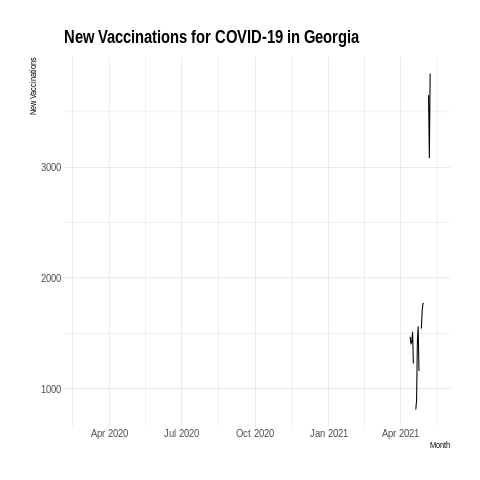 New Vaccinations for COVID-19 in Georgia
New Vaccinations
3000
2000
1000
Apr 2020 Jul 2020 Oct 2020 Jan 2021 Apr 2021
Month